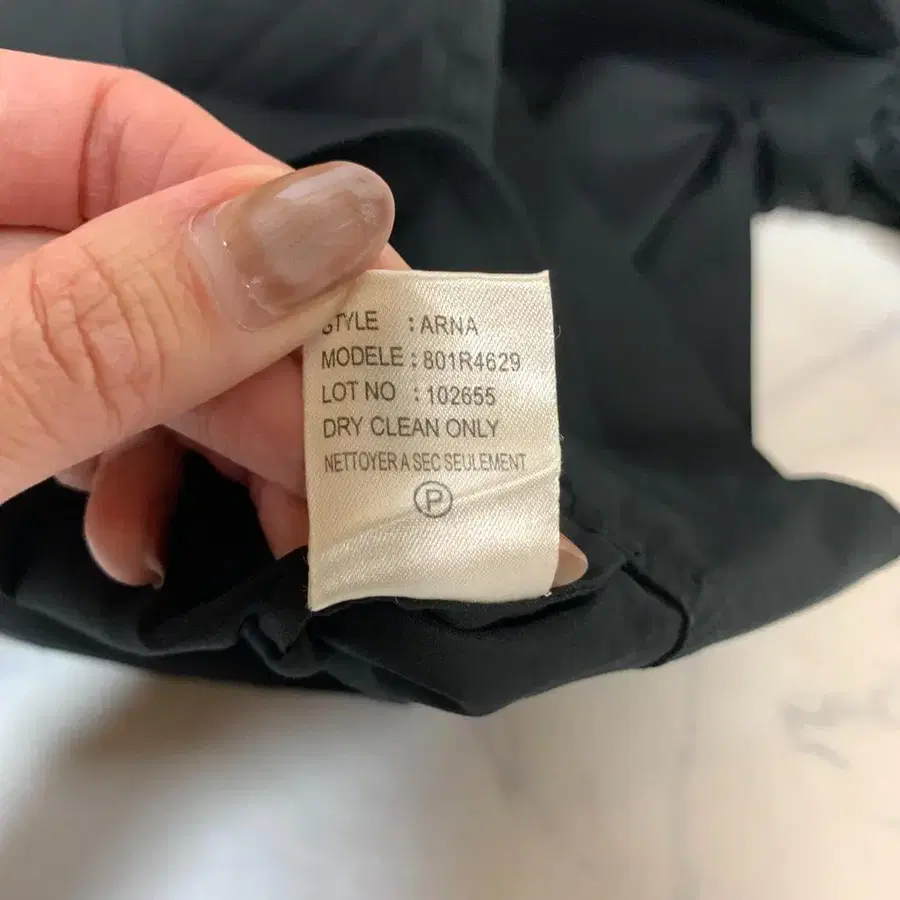 STYLE : ARNA
MODELE : 801R4629
LOT NO : 102655
DRY CLEAN ONLY
NETTOYER A SEC SEULEMENT
P